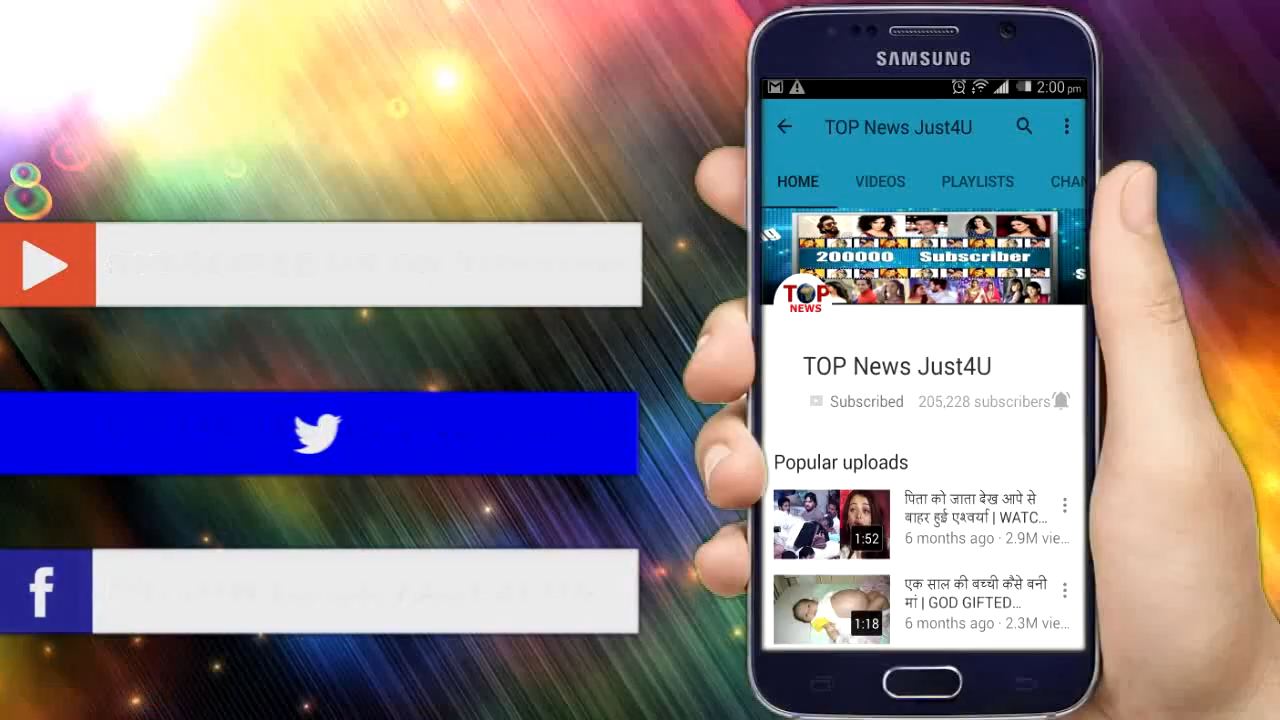 SAMSUNG
2:00 pm
TOP News Just4U
HOME VIDEOS PLAYLISTS CHAN
200000 Subscriber
TOP
NEWS
TOP News Just4U
Subscribed 205,228 subscribers
Popular uploads
पिता को जाता देख आपे से
बाहर हुई एश्वर्या | WATC...
1:52
6 months ago · 2.9M vie...
एक साल की बच्ची कैसे बनी
मां | GOD GIFTED...
1:18
6 months ago · 2.3M vie...